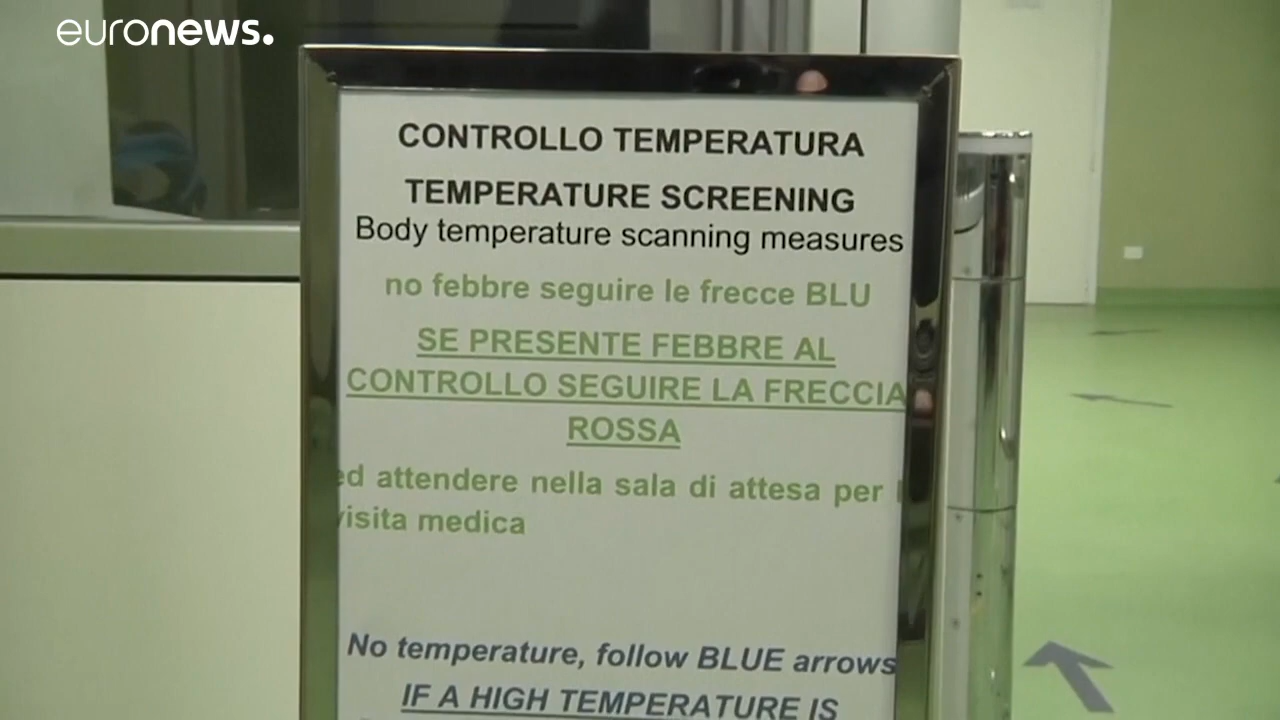 euronews.
CONTROLLO TEMPERATURA
TEMPERATURE SCREENING
Body temperature scanning measures
no febbre seguire le frecce BLU
SE PRESENTE FEBBRE AL
CONTROLLO SEGUIRE LA FRECCIA
ROSSA
ed attendere nella sala di attesa per
visita medica
No temperature, follow BLUE arrows
IF A HIGH TEMPERATURE IS